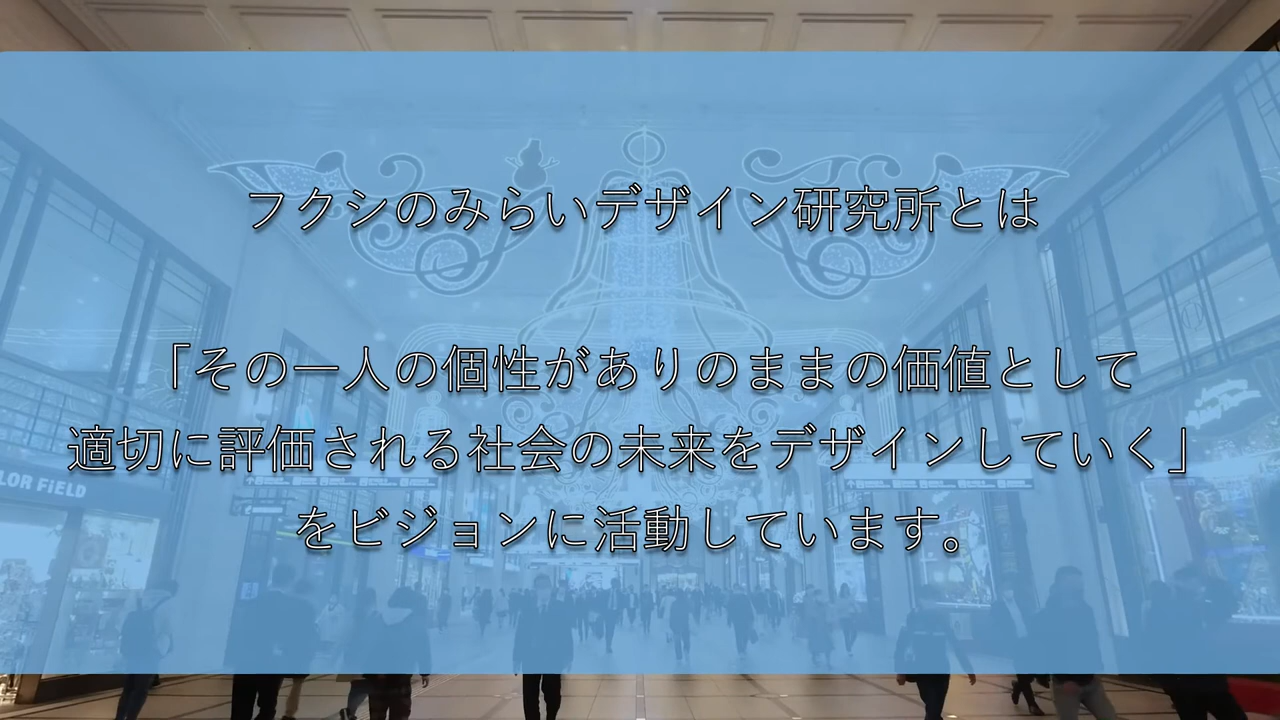 フクシのみらいデザイン研究所とは
「その一人の個性がありのままの価値として
適切に評価される社会の未来をデザインしていく」
をビジョンに活動しています。
LOR FiELD